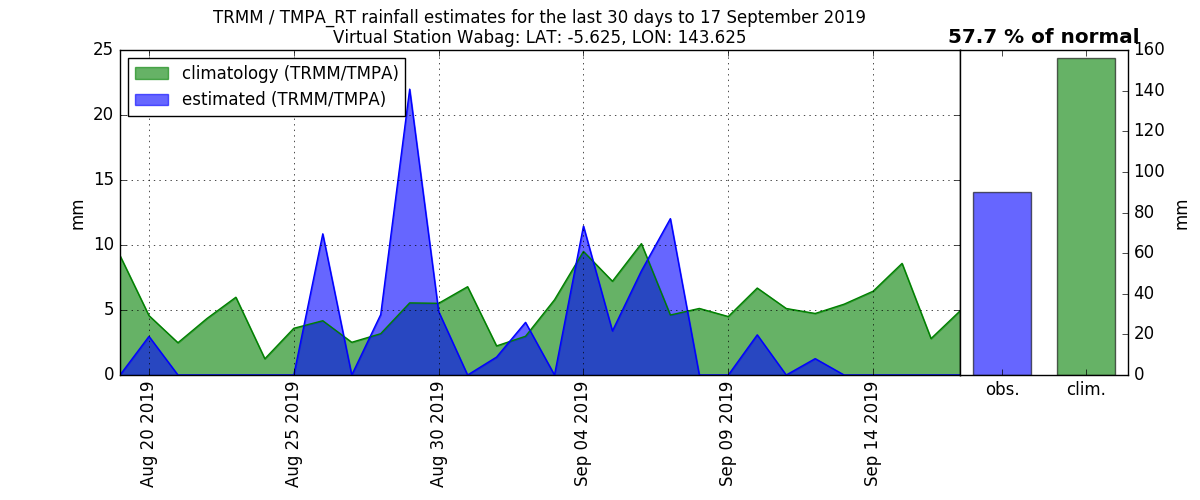 TRMM / TMPA_RT rainfall estimates for the last 30 days to 17 September 2019
Virtual Station Wabag: LAT: -5.625, LON: 143.625
57.7 % of normal
climatology (TRMM/TMPA)
estimated (TRMM/TMPA)
25
20
15
10
5
0
mm
Aug 20 2019
Aug 25 2019
Aug 30 2019
Sep 04 2019
Sep 09 2019
Sep 14 2019
160
140
120
100
80
60
40
20
0
mm
obs.
clim.